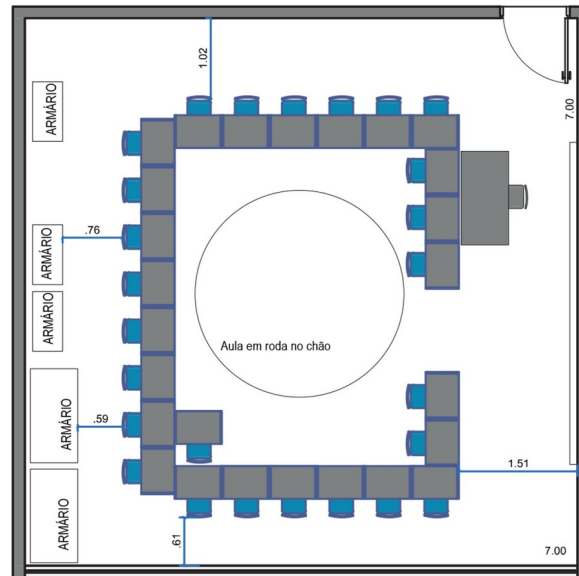 1.02
7.00
ARMÁRIO
.76
ARMÁRIO
ARMÁRIO
Aula em roda no chão
.59
ARMÁRIO
1.51
ARMÁRIO
.61
7.00